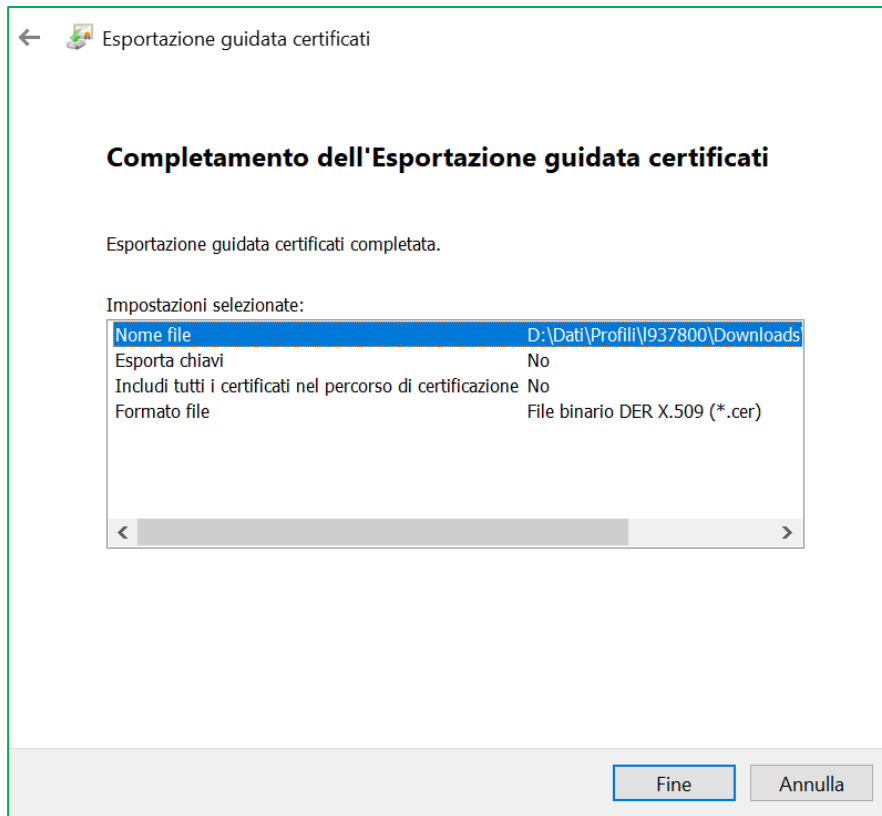 Esportazione guidata certificati
Completamento dell'Esportazione guidata certificati
Esportazione guidata certificati completata.
Impostazioni selezionate:
Nome file D:\Dati\Profili\l937800\Downloads\
Esporta chiavi No
Includi tutti i certificati nel percorso di certificazione No
Formato file File binario DER X.509 (*.cer)
Fine Annulla